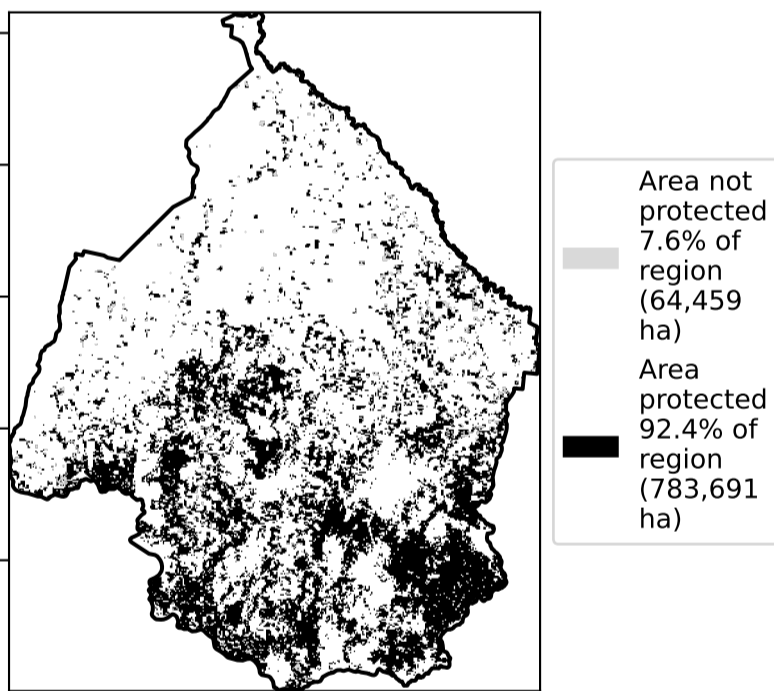 Area not
protected
7.6% of
region
(64,459
ha)
Area
protected
92.4% of
region
(783,691
ha)